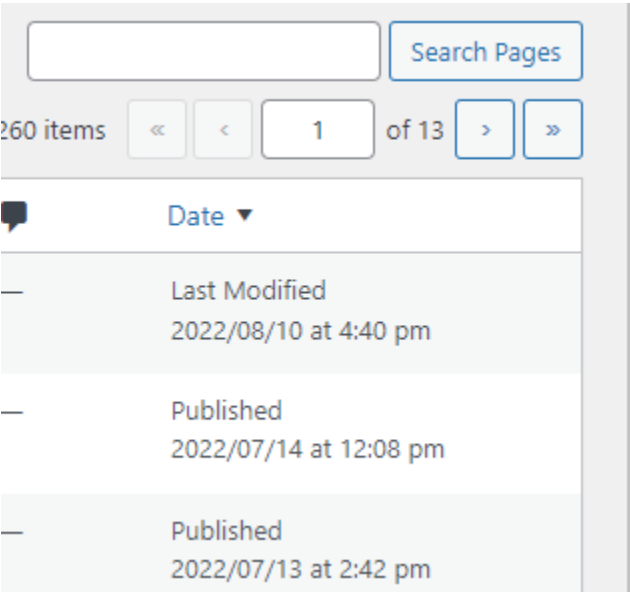 Search Pages
260 items « ‹ 1 of 13 › »
Date ▼
— Last Modified
2022/08/10 at 4:40 pm
— Published
2022/07/14 at 12:08 pm
— Published
2022/07/13 at 2:42 pm